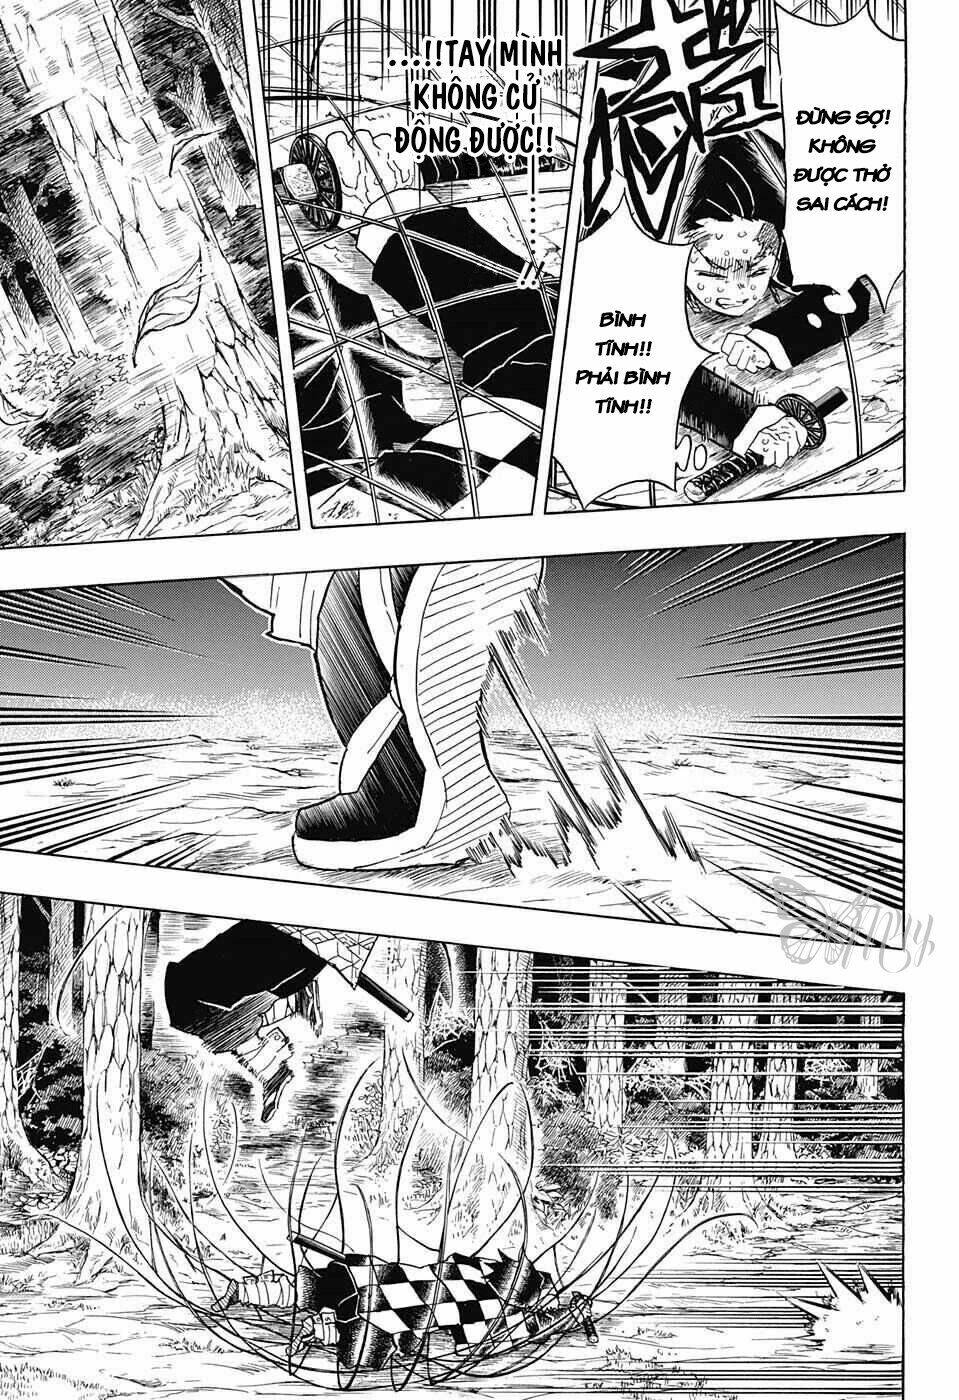 ĐỪNG SỢ!
KHÔNG
ĐƯỢC THỞ
SAI CÁCH!
BÌNH
TĨNH!!
PHẢI BÌNH
TĨNH!!
...!!TAY MÌNH
KHÔNG CỬ
ĐỘNG ĐƯỢC!!